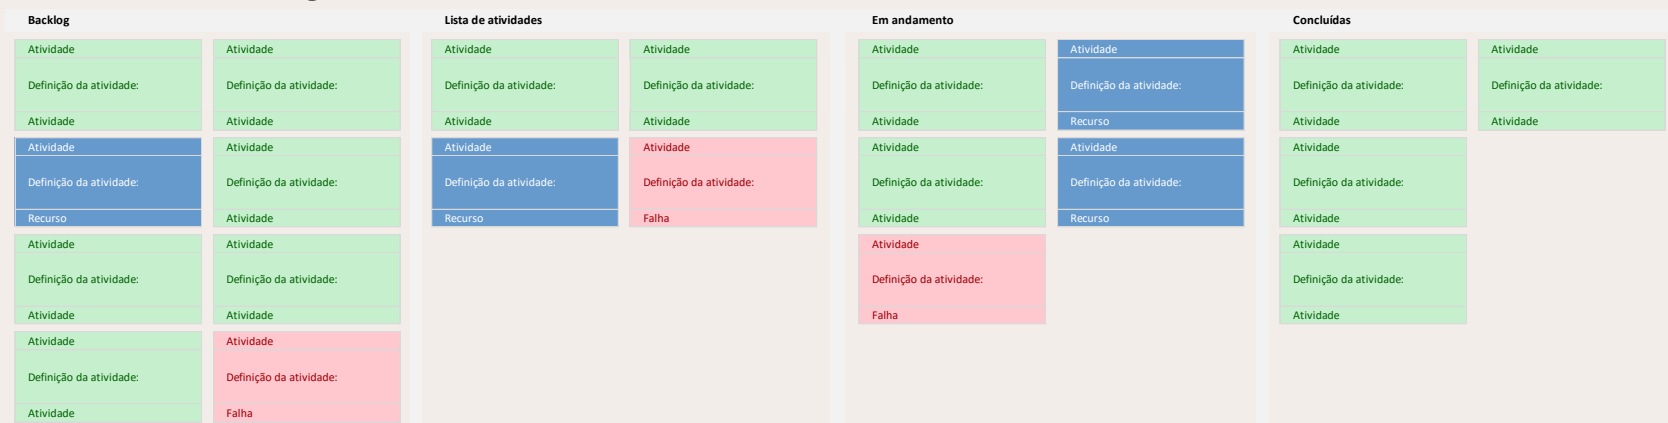 Backlog
Lista de atividades
Em andamento
Concluídas
Atividade
Definição da atividade:
Atividade
Atividade
Definição da atividade:
Atividade
Atividade
Definição da atividade:
Recurso
Atividade
Definição da atividade:
Atividade
Atividade
Definição da atividade:
Atividade
Atividade
Definição da atividade:
Atividade
Atividade
Definição da atividade:
Atividade
Atividade
Definição da atividade:
Falha
Atividade
Definição da atividade:
Atividade
Atividade
Definição da atividade:
Atividade
Atividade
Definição da atividade:
Recurso
Atividade
Definição da atividade:
Falha
Atividade
Definição da atividade:
Atividade
Atividade
Definição da atividade:
Recurso
Atividade
Definição da atividade:
Atividade
Atividade
Definição da atividade:
Recurso
Atividade
Definição da atividade:
Falha
Atividade
Definição da atividade:
Atividade
Atividade
Definição da atividade:
Atividade
Atividade
Definição da atividade:
Atividade
Atividade
Definição da atividade:
Atividade